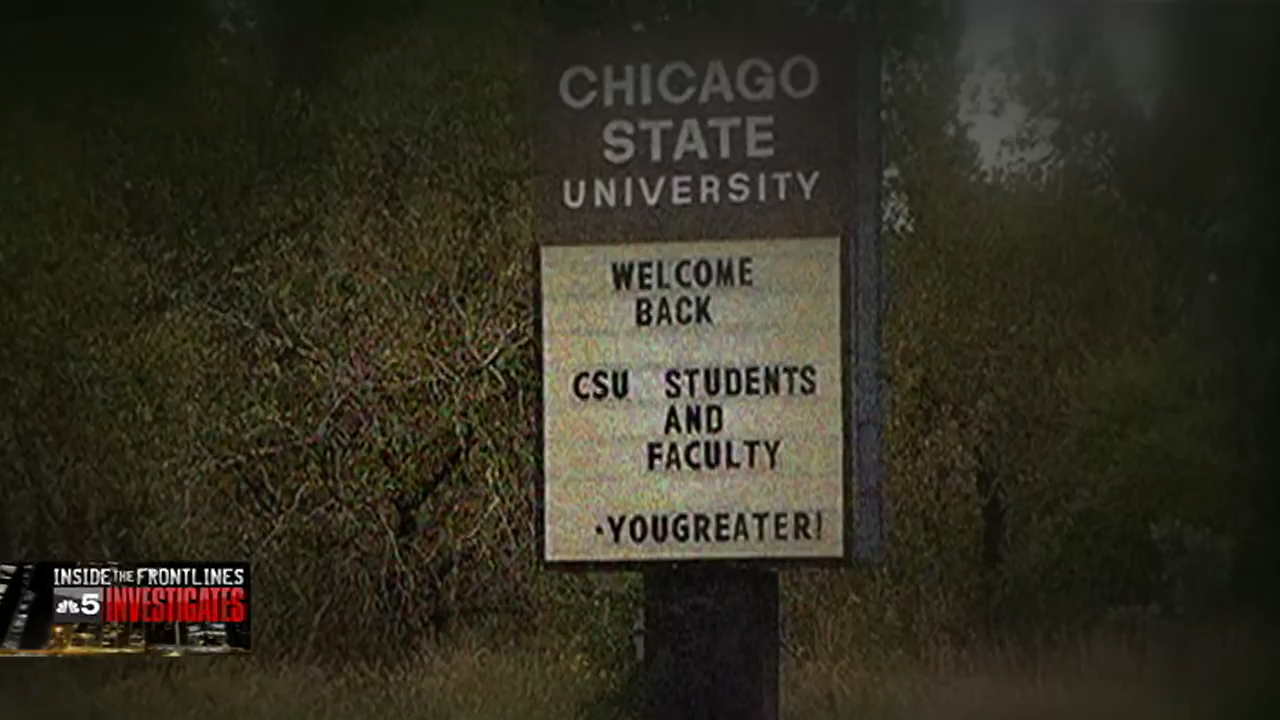 CHICAGO
STATE
UNIVERSITY
WELCOME
BACK
CSU STUDENTS
AND
FACULTY
·YOUGREATER!
INSIDE THE FRONTLINES
5 INVESTIGATES